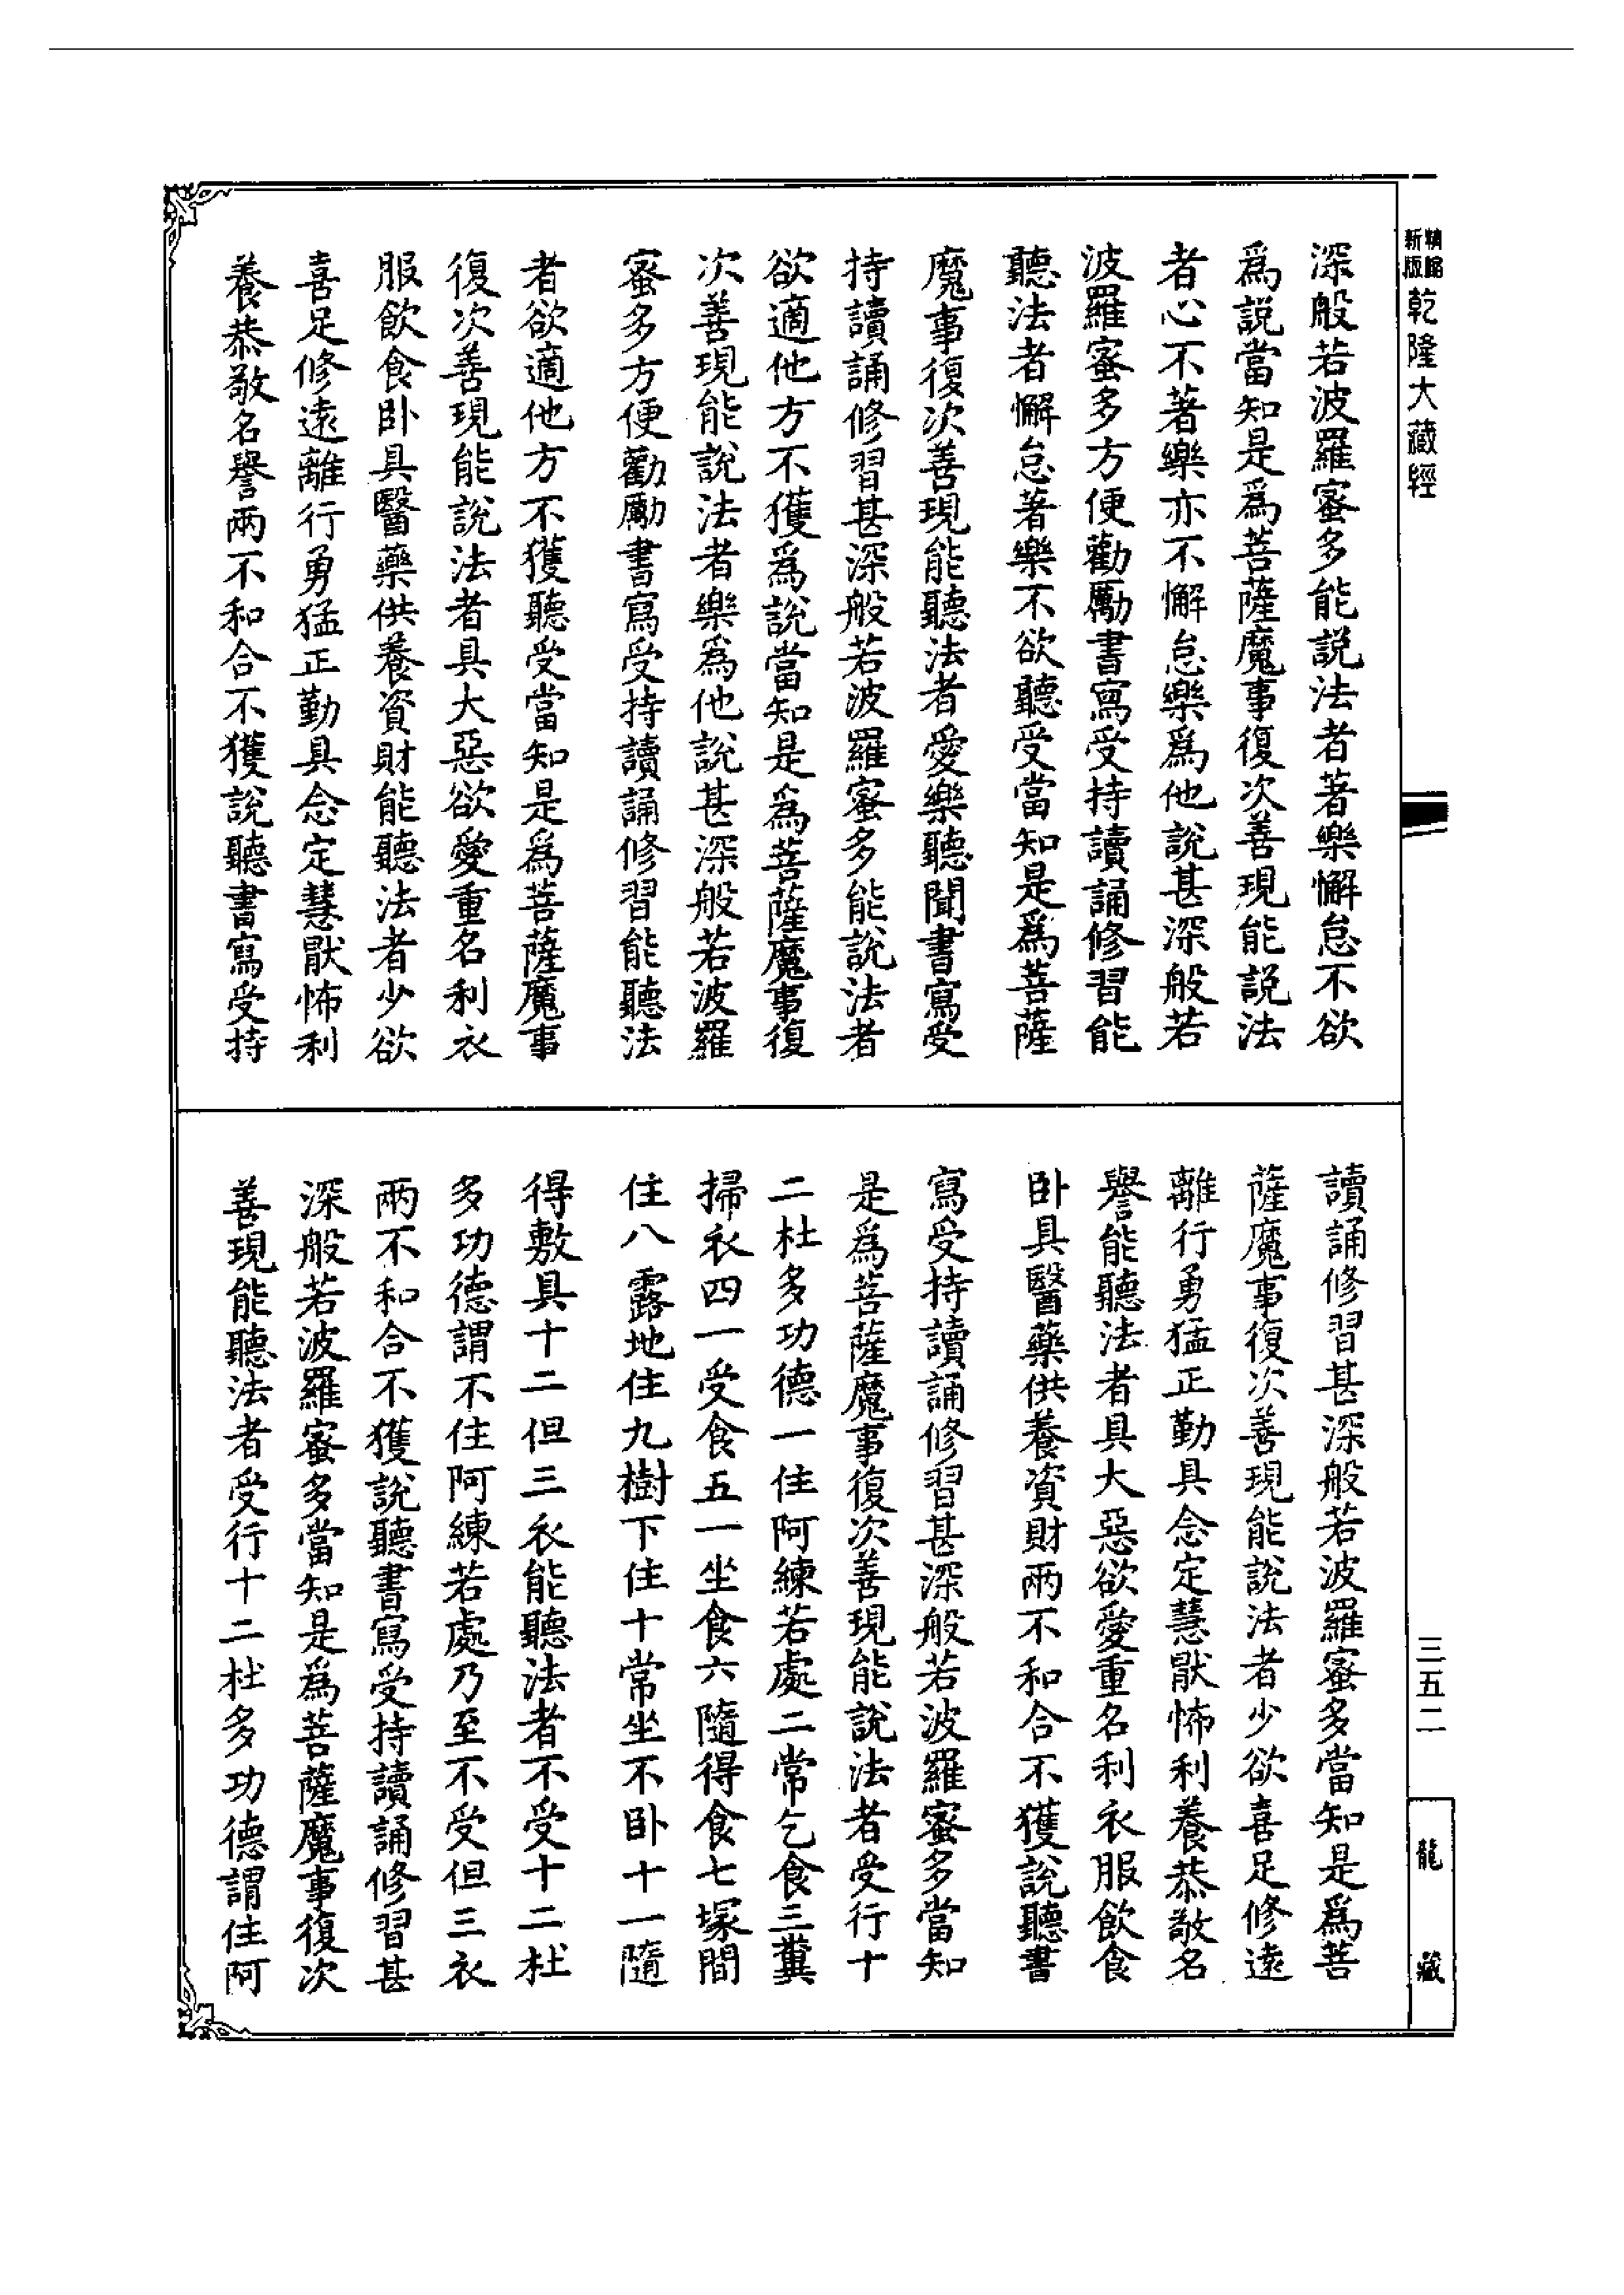 精縮新版乾隆大藏經
深般若波羅蜜多能説法者著樂懈怠不欲
為説當知是為菩薩魔事復次善現能説法
者心不著樂亦不懈怠樂為他說甚深般若
波羅蜜多方便勸勵書寫受持讀誦修習能
聽法者懈怠著樂不欲聽受當知是為菩薩
魔事復次善現能聽法者愛樂聽聞書寫受
持讀誦修習甚深般若波羅蜜多能說法者
欲適他方不獲為說當知是為菩薩魔事復
次善現能說法者樂為他說甚深般若波羅
蜜多方便勸勵書寫受持讀誦修習能聽法
者欲適他方不獲聽受當知是為菩薩魔事
復次善現能說法者具大惡欲愛重名利衣
服飲食卧具醫藥供養資財能聽法者少欲
喜足修遠離行勇猛正勤具念定慧猒怖利
養恭敬名譽兩不和合不獲說聽書寫受持
讀誦修習甚深般若波羅蜜多當知是為菩
薩魔事復次善現能說法者少欲喜足修遠
離行勇猛正勤具念定慧猒怖利養恭敬名
譽能聽法者具大惡欲愛重名利衣服飲食
卧具醫藥供養資財兩不和合不獲說聽書
寫受持讀誦修習甚深般若波羅蜜多當知
是為菩薩魔事復次善現能說法者受行十
二杜多功德一住阿練若處二常乞食三糞
掃衣四一受食五一坐食六隨得食七塚間
住八露地住九樹下住十常坐不卧十一隨
得敷具十二但三衣能聽法者不受十二杜
多功德謂不住阿練若處乃至不受但三衣
兩不和合不獲說聽書寫受持讀誦修習甚
深般若波羅蜜多當知是為菩薩魔事復次
善現能聽法者受行十二杜多功德謂住阿
三五二
龍藏